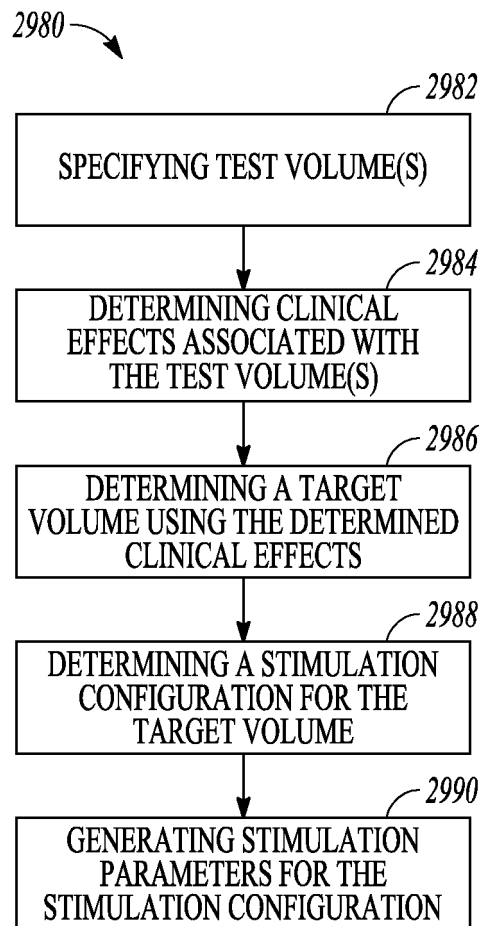 2980
2982
SPECIFYING TEST VOLUME(S)
2984
DETERMINING CLINICAL
EFFECTS ASSOCIATED WITH
THE TEST VOLUME(S)
2986
DETERMINING A TARGET
VOLUME USING THE DETERMINED
CLINICAL EFFECTS
2988
DETERMINING A STIMULATION
CONFIGURATION FOR THE
TARGET VOLUME
2990
GENERATING STIMULATION
PARAMETERS FOR THE
STIMULATION CONFIGURATION